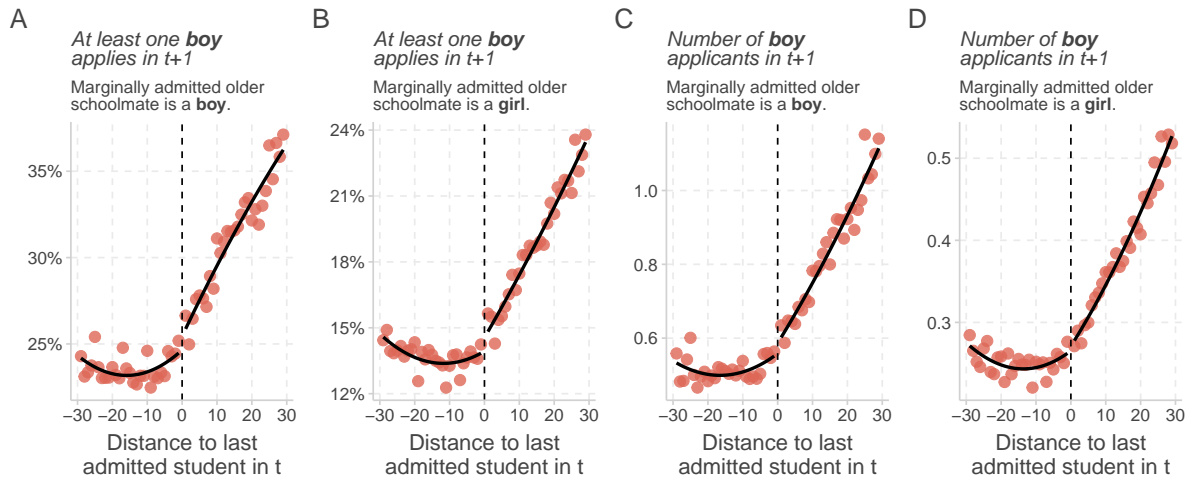 A
At least one boy
applies in t+1
Marginally admitted older
schoolmate is a boy.
35%
30%
25%
−30 −20 −10 0 10 20 30
Distance to last
admitted student in t
B
At least one boy
applies in t+1
Marginally admitted older
schoolmate is a girl.
24%
21%
18%
15%
12%
−30 −20 −10 0 10 20 30
Distance to last
admitted student in t
C
Number of boy
applicants in t+1
Marginally admitted older
schoolmate is a boy.
1.0
0.8
0.6
−30 −20 −10 0 10 20 30
Distance to last
admitted student in t
D
Number of boy
applicants in t+1
Marginally admitted older
schoolmate is a girl.
0.5
0.4
0.3
−30 −20 −10 0 10 20 30
Distance to last
admitted student in t